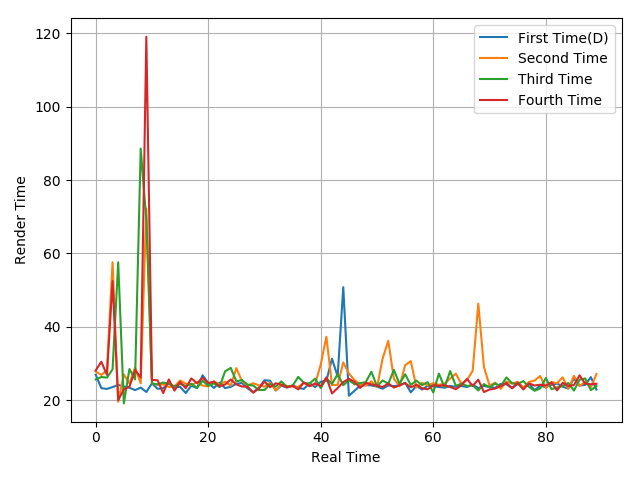 First Time(D)
Second Time
Third Time
Fourth Time
120
100
80
60
40
20
Render Time
0 20 40 60 80
Real Time